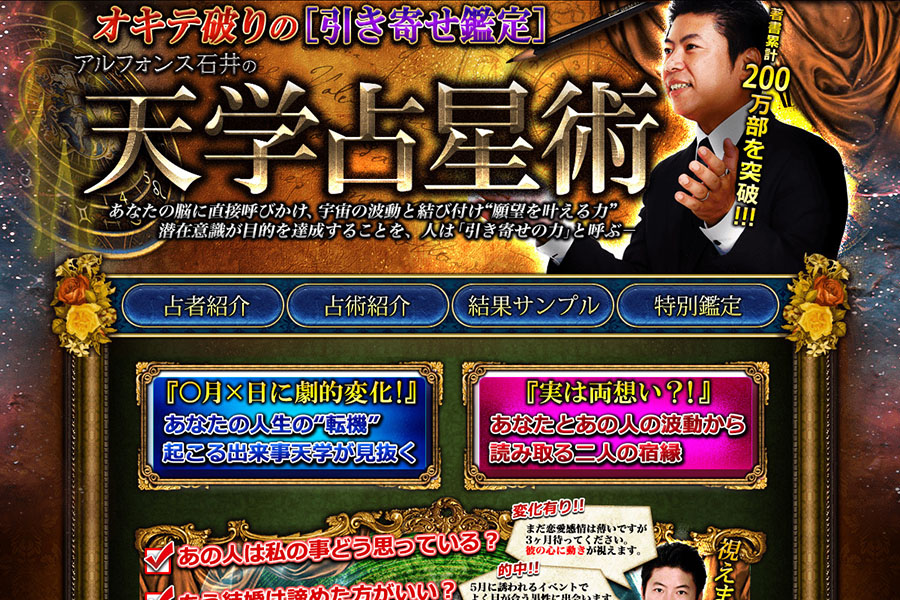 オキテ破りの[引き寄せ鑑定]
アルフォンス石井の
天学占星術
著書累計
200万部を突破!!!
あなたの脳に直接呼びかけ、宇宙の波動と結び付け“願望を叶える力”
潜在意識が目的を達成することを、人は「引き寄せの力」と呼ぶ―
占者紹介 占術紹介 結果サンプル 特別鑑定
『〇月×日に劇的変化!』
あなたの人生の“転機”
起こる出来事天学が見抜く
『実は両想い?!』
あなたとあの人の波動から
読み取る二人の宿縁
変化有り!!
まだ恋愛感情は薄いですが
3ヶ月待ってください。
彼の心に動きが視えます。
あの人は私の事どう思っている?
的中!!
5月に誘われるイベントで
よく目が合う男性に出会います
もう結婚は諦めた方がいい?
視えま